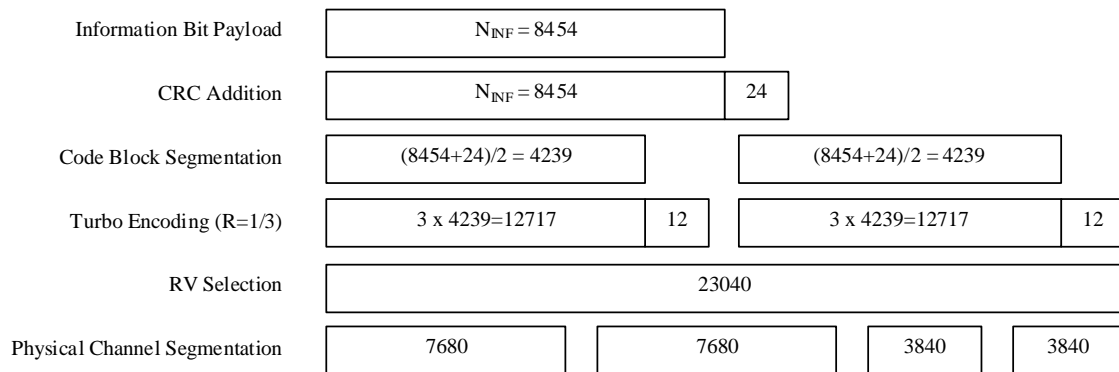 Information Bit Payload
N_INF = 8454
CRC Addition
N_INF = 8454
24
Code Block Segmentation
(8454+24)/2 = 4239
(8454+24)/2 = 4239
Turbo Encoding (R=1/3)
3 x 4239=12717
12
3 x 4239=12717
12
RV Selection
23040
Physical Channel Segmentation
7680
7680
3840
3840